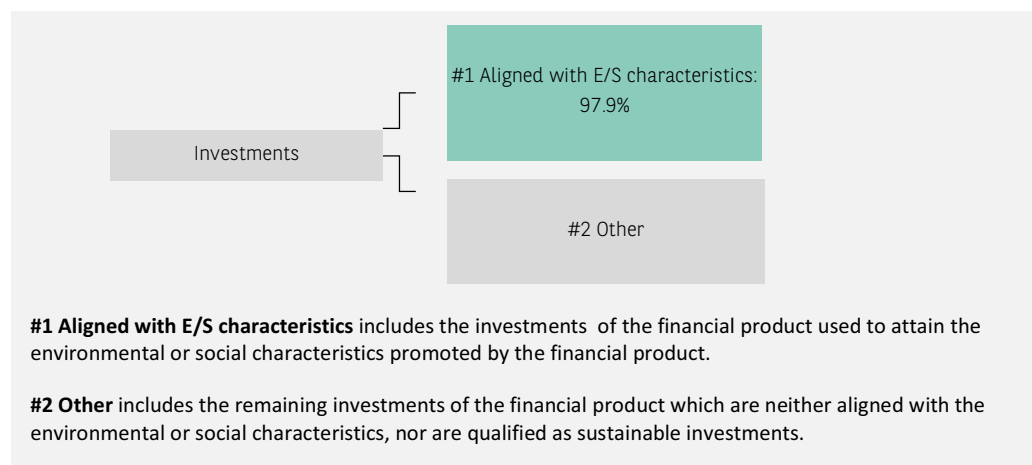 #1 Aligned with E/S characteristics:
97.9%
Investments
#2 Other
#1 Aligned with E/S characteristics includes the investments  of the financial product used to attain the
environmental or social characteristics promoted by the financial product.
#2 Other includes the remaining investments of the financial product which are neither aligned with the
environmental or social characteristics, nor are qualified as sustainable investments.